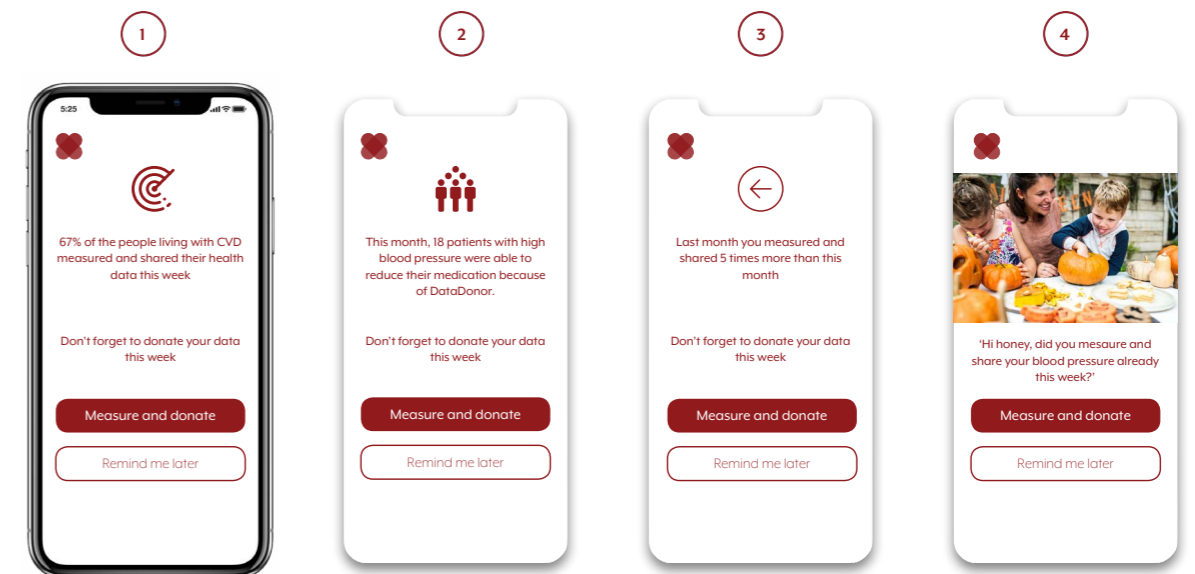 1
2
3
4
5:25
67% of the people living with CVD
measured and shared their health
data this week
Don't forget to donate your data
this week
Measure and donate
Remind me later
This month, 18 patients with high
blood pressure were able to
reduce their medication because
of DataDonor.
Don't forget to donate your data
this week
Measure and donate
Remind me later
Last month you measured and
shared 5 times more than this
month
Don't forget to donate your data
this week
Measure and donate
Remind me later
'Hi honey, did you mesaure and
share your blood pressure already
this week?'
Measure and donate
Remind me later